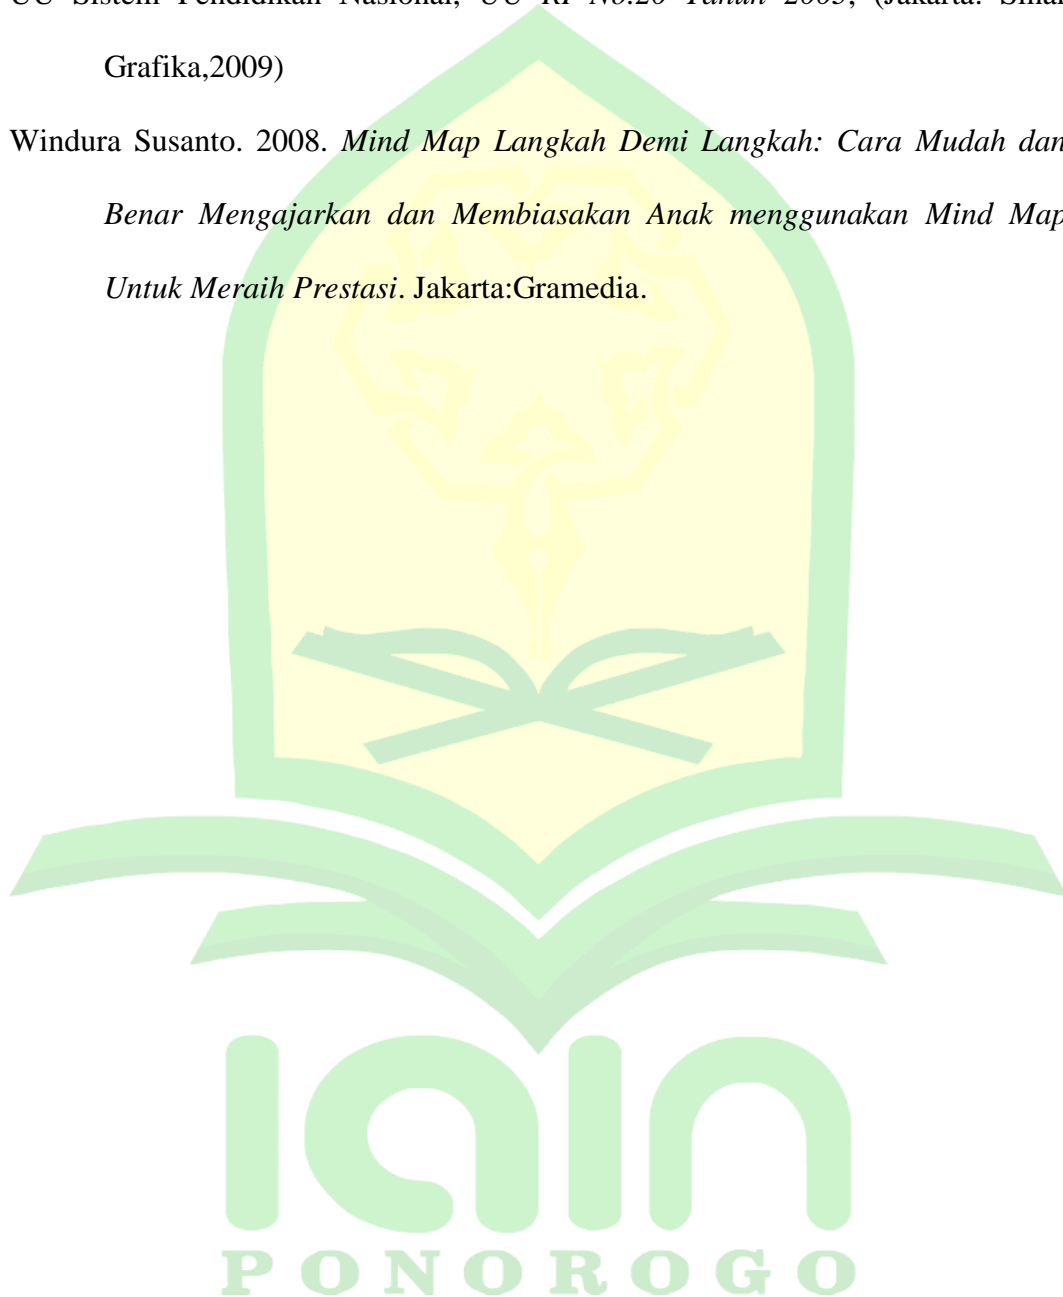 UU Sistem Pendidikan Nasional, UU RI No.20 Tahun 2003, (Jakarta: Sinar
Grafika,2009)
Windura Susanto. 2008. Mind Map Langkah Demi Langkah: Cara Mudah dan
Benar Mengajarkan dan Membiasakan Anak menggunakan Mind Map
Untuk Meraih Prestasi. Jakarta:Gramedia.
iain
PONOROGO